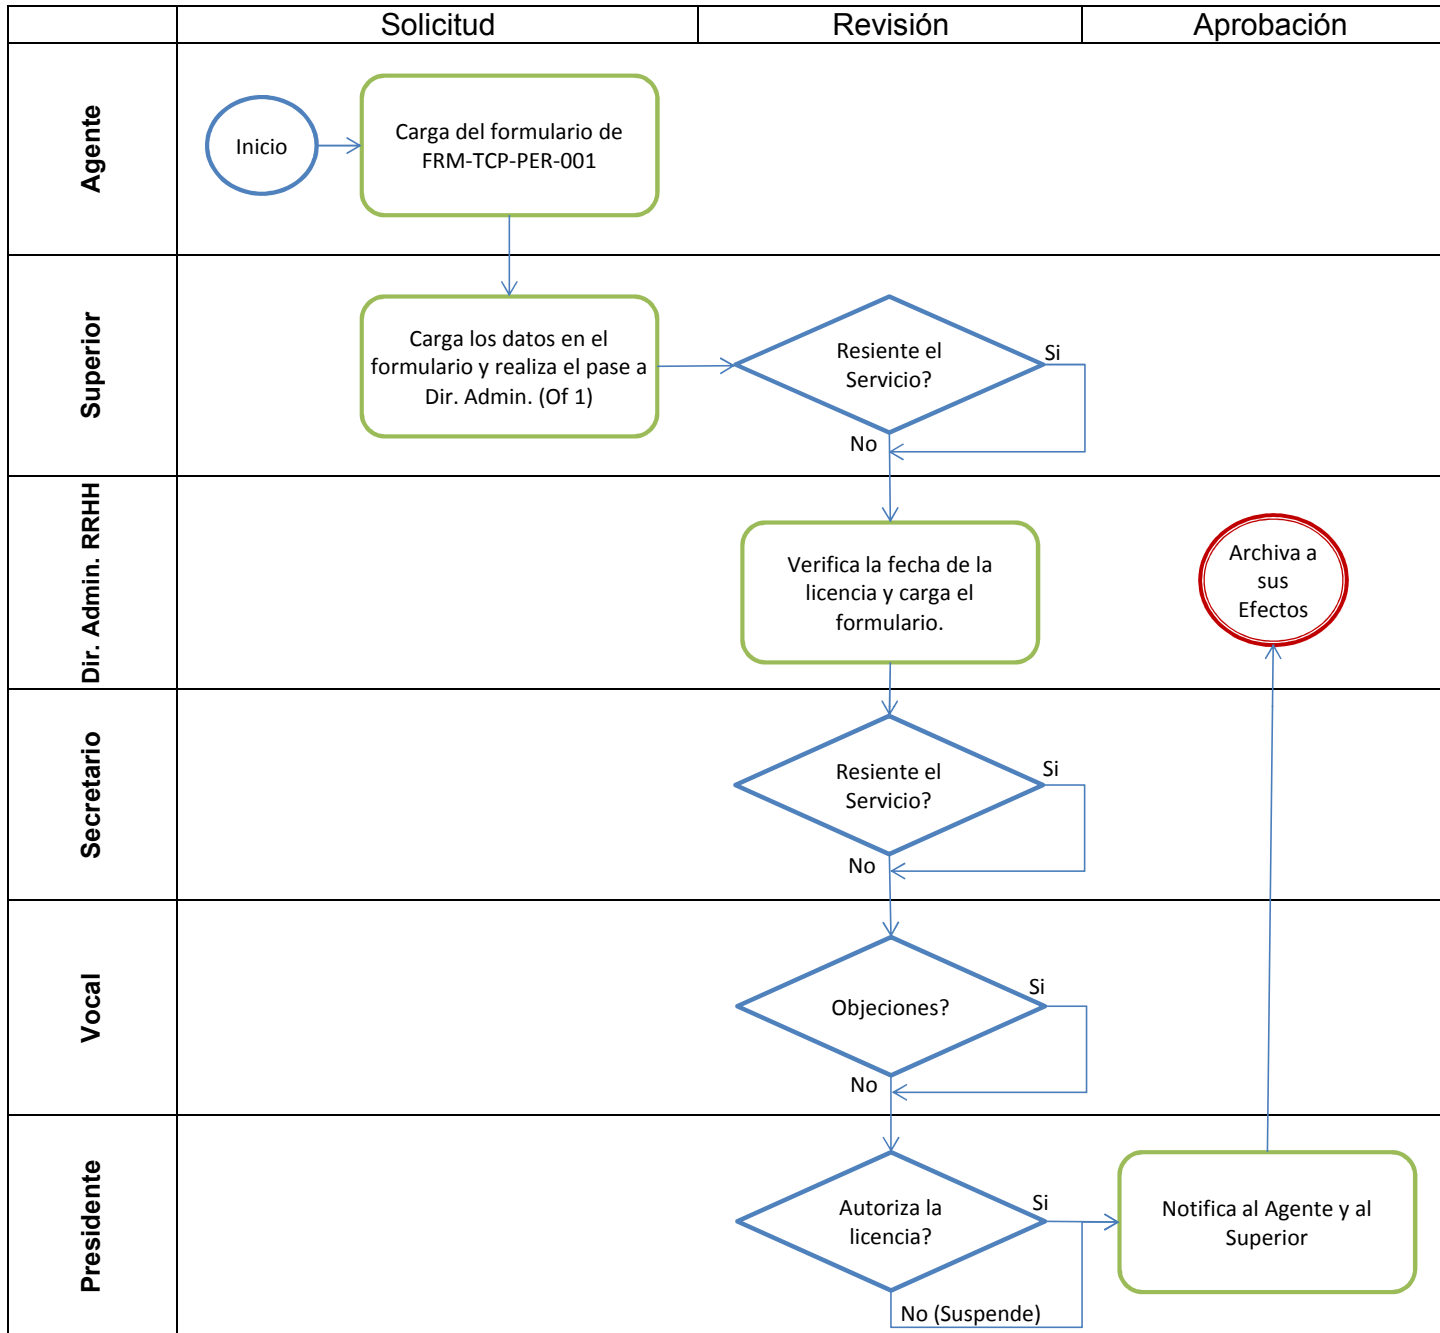 Solicitud
Revisión
Aprobación
Agente
Inicio
Carga del formulario de
FRM-TCP-PER-001
Superior
Carga los datos en el
formulario y realiza el pase a
Dir. Admin. (Of 1)
Resiente el
Servicio?
Si
No
Dir. Admin. RRHH
Verifica la fecha de la
licencia y carga el
formulario.
Archiva a
sus
Efectos
Secretario
Resiente el
Servicio?
Si
No
Vocal
Objeciones?
Si
No
Presidente
Autoriza la
licencia?
Si
No (Suspende)
Notifica al Agente y al
Superior